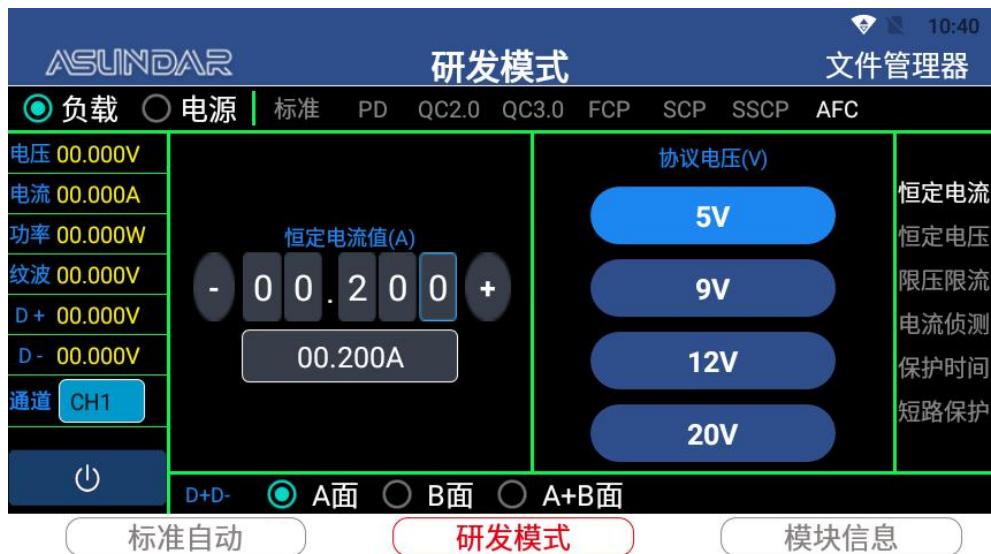 10:40
ASUNDAR 研发模式 文件管理器
负载 电源 标准 PD QC2.0 QC3.0 FCP SCP SSCP AFC
电压 00.000V
电流 00.000A
功率 00.000W
纹波 00.000V
D+ 00.000V
D- 00.000V
通道 CH1
恒定电流值(A)
- 00.200 +
00.200A
协议电压(V)
5V
9V
12V
20V
恒定电流
恒定电压
限压限流
电流侦测
保护时间
短路保护
D+D- A面 B面 A+B面
标准自动 研发模式 模块信息